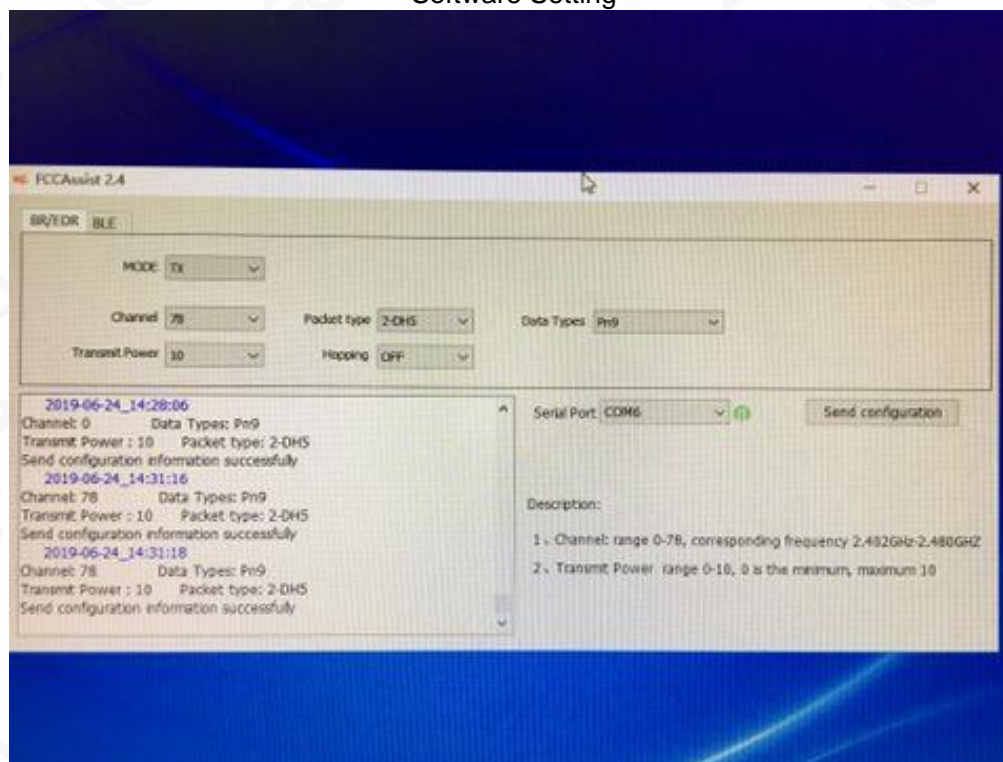 Software Setting
FCCAssist 2.4
BR/EDR BLE
MODE TX
Channel 78 Packet type 2-DH5 Data Types Pn9
Transmit Power 10 Hopping OFF
2019-06-24_14:28:06
Channel: 0 Data Types: Pn9
Transmit Power : 10 Packet type: 2-DH5
Send configuration information successfully
2019-06-24_14:31:16
Channel: 78 Data Types: Pn9
Transmit Power : 10 Packet type: 2-DH5
Send configuration information successfully
2019-06-24_14:31:18
Channel: 78 Data Types: Pn9
Transmit Power : 10 Packet type: 2-DH5
Send configuration information successfully
Serial Port COM6 Send configuration
Description:
1、Channel: range 0-78, corresponding frequency 2.402GHz-2.480GHZ
2、Transmit Power range 0-10, 0 is the minimum, maximum 10